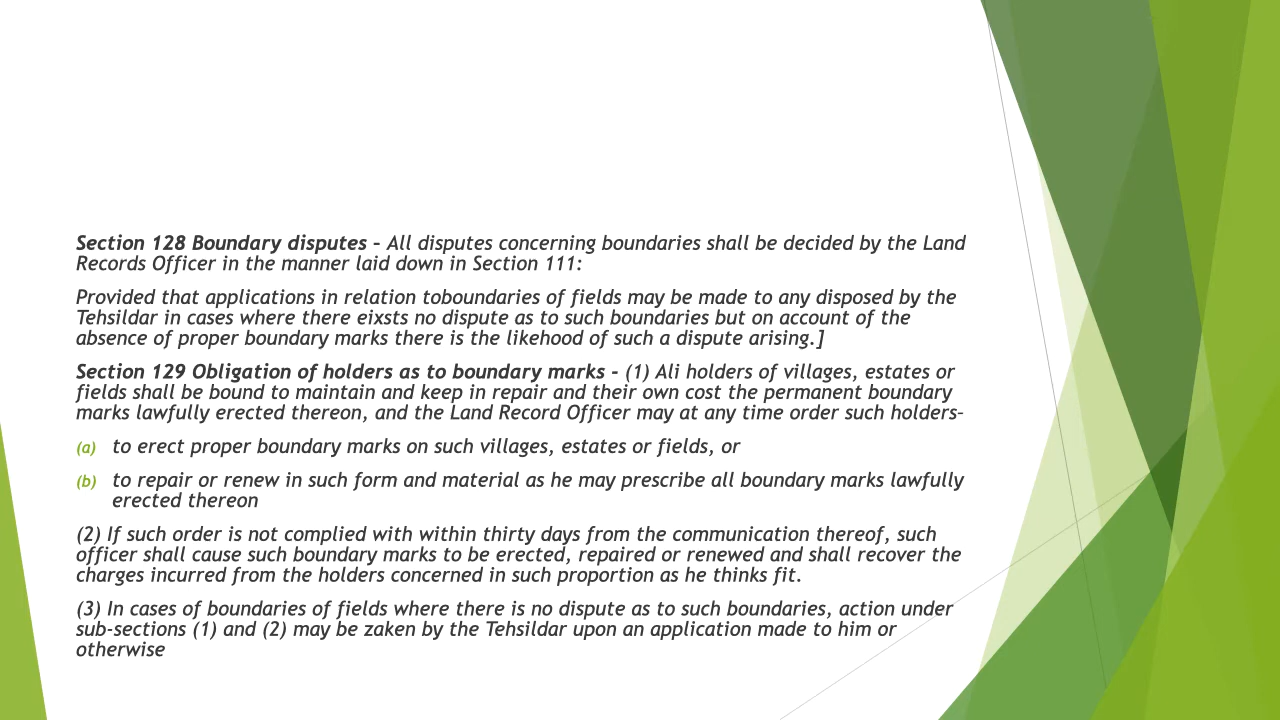 Section 128 Boundary disputes – All disputes concerning boundaries shall be decided by the Land
Records Officer in the manner laid down in Section 111:
Provided that applications in relation toboundaries of fields may be made to any disposed by the
Tehsildar in cases where there eixsts no dispute as to such boundaries but on account of the
absence of proper boundary marks there is the likehood of such a dispute arising.]
Section 129 Obligation of holders as to boundary marks - (1) Ali holders of villages, estates or
fields shall be bound to maintain and keep in repair and their own cost the permanent boundary
marks lawfully erected thereon, and the Land Record Officer may at any time order such holders-
(a) to erect proper boundary marks on such villages, estates or fields, or
(b) to repair or renew in such form and material as he may prescribe all boundary marks lawfully
erected thereon
(2) If such order is not complied with within thirty days from the communication thereof, such
officer shall cause such boundary marks to be erected, repaired or renewed and shall recover the
charges incurred from the holders concerned in such proportion as he thinks fit.
(3) In cases of boundaries of fields where there is no dispute as to such boundaries, action under
sub-sections (1) and (2) may be zaken by the Tehsildar upon an application made to him or
otherwise